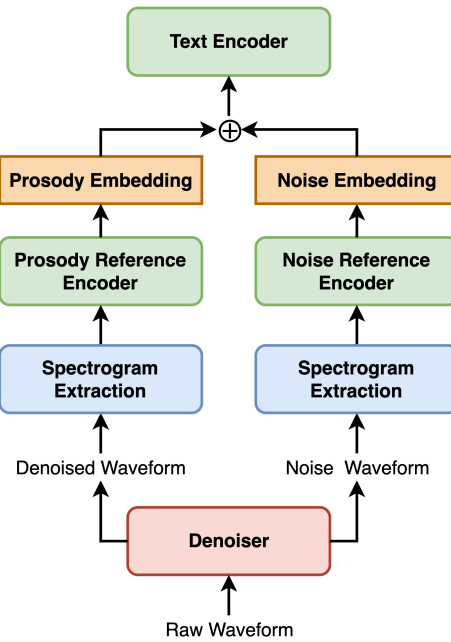 Text Encoder
Prosody Embedding
Noise Embedding
Prosody Reference
Encoder
Noise Reference
Encoder
Spectrogram
Extraction
Spectrogram
Extraction
Denoised Waveform
Noise Waveform
Denoiser
Raw Waveform